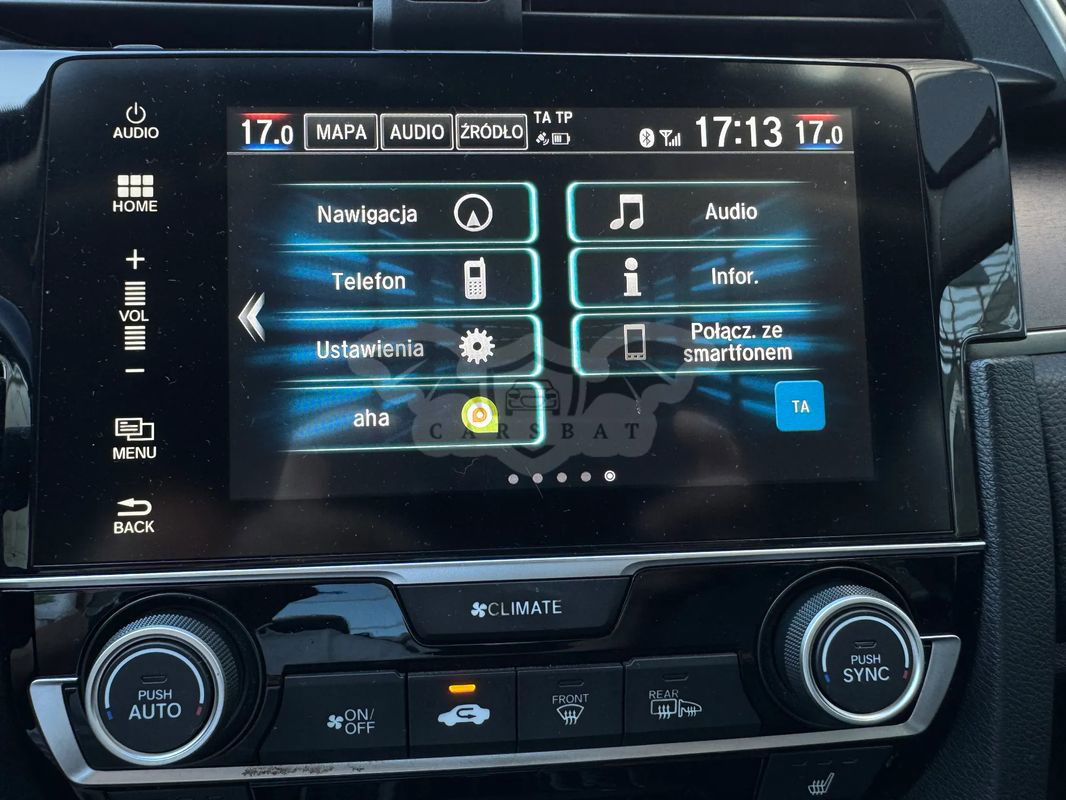 AUDIO
HOME
+
VOL
-
MENU
BACK
17.0 MAPA AUDIO ŹRÓDŁO TA TP 17:13 17.0
Nawigacja
Audio
Telefon
Infor.
Ustawienia
Połącz. ze
smartfonem
aha
TA
CARSBAT
CLIMATE
PUSH
AUTO
ON/
OFF
FRONT
REAR
PUSH
SYNC